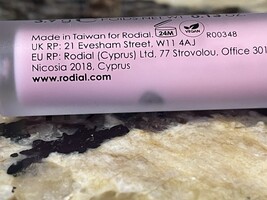 Made in Taiwan for Rodial. 24M VEGAN R00348
UK RP: 21 Evesham Street, W11 4AJ
EU RP: Rodial (Cyprus) Ltd, 77 Strovolou, Office 301
Nicosia 2018, Cyprus
www.rodial.com